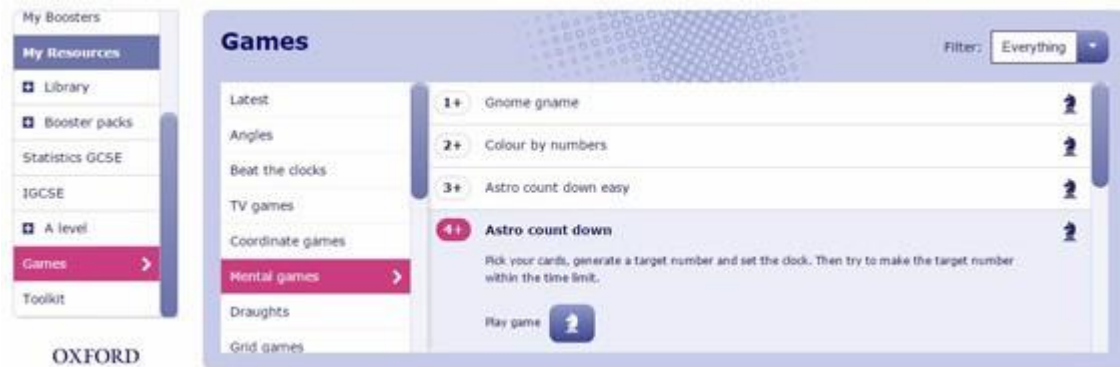 My Boosters
My Resources
Library
Booster packs
Statistics GCSE
IGCSE
A level
Games
Toolkit
OXFORD
Games
Filter: Everything
Latest
Angles
Beat the clocks
TV games
Coordinate games
Mental games
Draughts
Grid games
1+ Gnome gname
2+ Colour by numbers
3+ Astro count down easy
4+ Astro count down
Pick your cards, generate a target number and set the clock. Then try to make the target number
within the time limit.
Play game